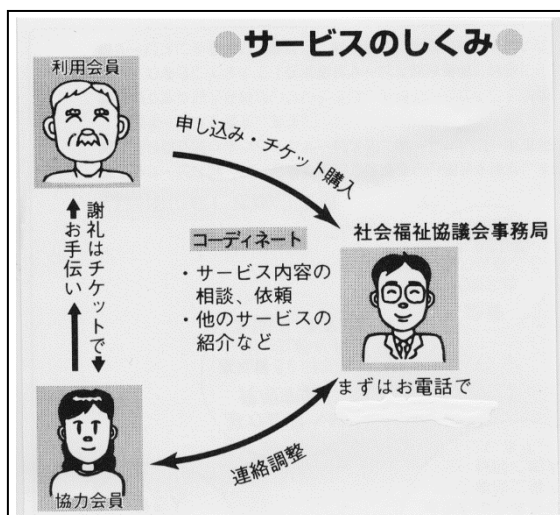 サービスのしくみ
利用会員
申し込み・チケット購入
謝礼はチケットで
お手伝い
コーディネート
・サービス内容の
相談、依頼
・他のサービスの
紹介など
社会福祉協議会事務局
まずはお電話で
連絡調整
協力会員